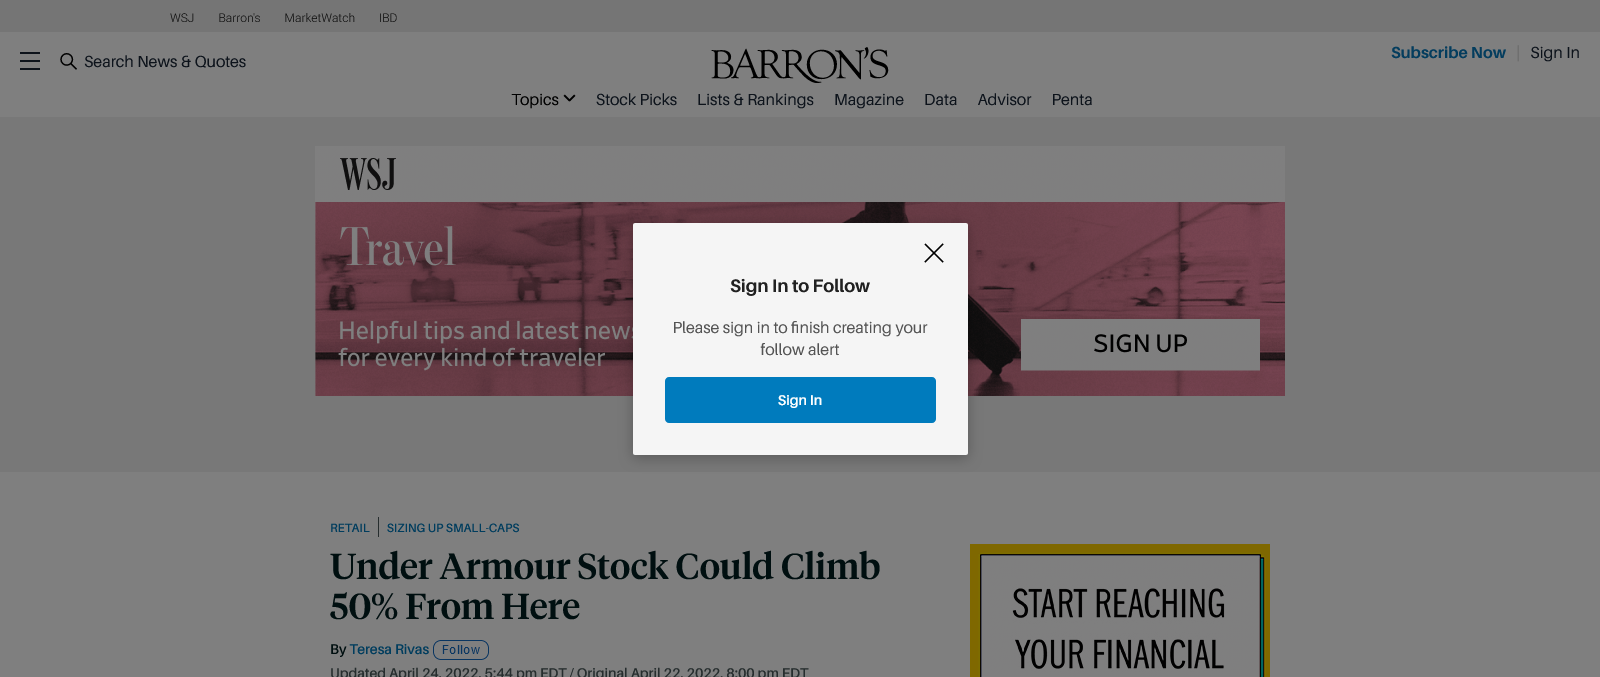 WSJ Barron's MarketWatch IBD
Search News & Quotes
BARRON'S
Subscribe Now
Sign In
Topics Stock Picks Lists & Rankings Magazine Data Advisor Penta
WSJ
Travel
Helpful tips and latest news
for every kind of traveler
SIGN UP
Sign In to Follow
Please sign in to finish creating your
follow alert
Sign In
RETAIL SIZING UP SMALL-CAPS
Under Armour Stock Could Climb
50% From Here
By Teresa Rivas Follow
Updated April 24, 2022, 5:44 pm EDT / Original April 22, 2022, 8:00 pm EDT
START REACHING
YOUR FINANCIAL